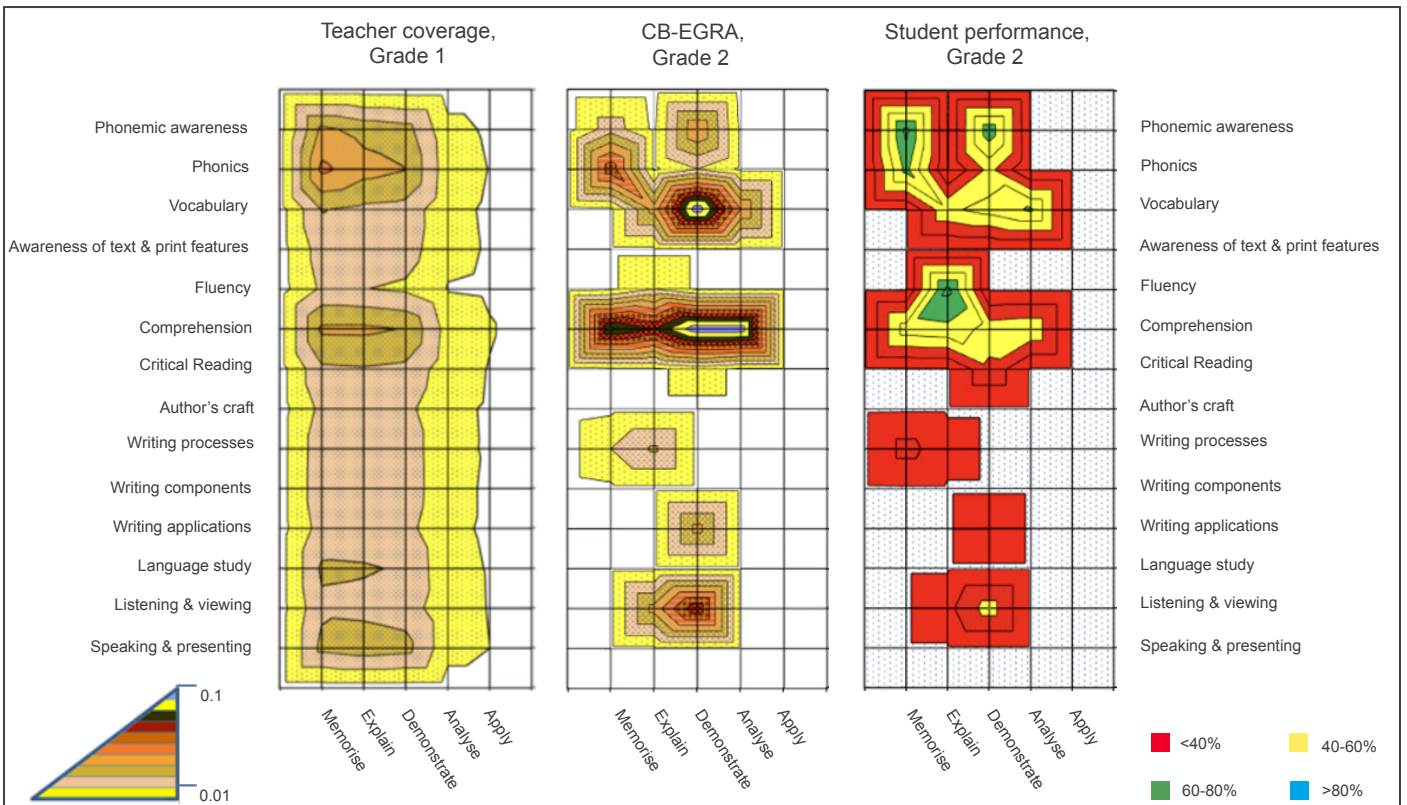 Teacher coverage,
Grade 1
CB-EGRA,
Grade 2
Student performance,
Grade 2
Phonemic awareness
Phonics
Vocabulary
Awareness of text & print features
Fluency
Comprehension
Critical Reading
Author's craft
Writing processes
Writing components
Writing applications
Language study
Listening & viewing
Speaking & presenting
Phonemic awareness
Phonics
Vocabulary
Awareness of text & print features
Fluency
Comprehension
Critical Reading
Author's craft
Writing processes
Writing components
Writing applications
Language study
Listening & viewing
Speaking & presenting
0.1
0.01
Memorise
Explain
Demonstrate
Analyse
Apply
Memorise
Explain
Demonstrate
Analyse
Apply
Memorise
Explain
Demonstrate
Analyse
Apply
<40%
40-60%
60-80%
>80%